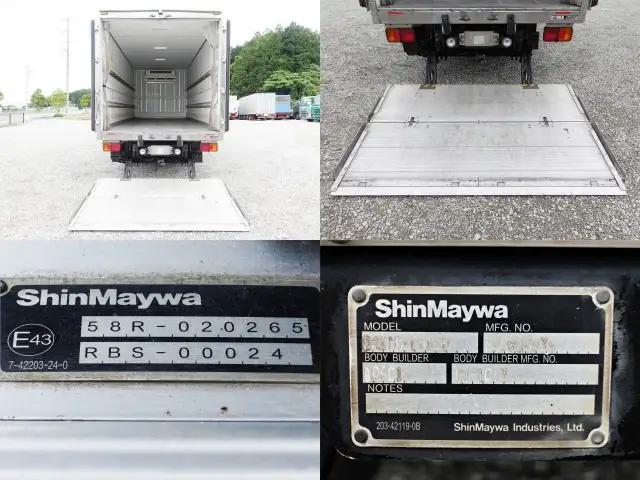 ShinMaywa
58R-020265
E43
RBS-00024
7-42203-24-0
ShinMaywa
MODEL
MFG. NO.
BODY BUILDER
BODY BUILDER MFG. NO.
NOTES
203-42119-0B
ShinMaywa Industries, Ltd.